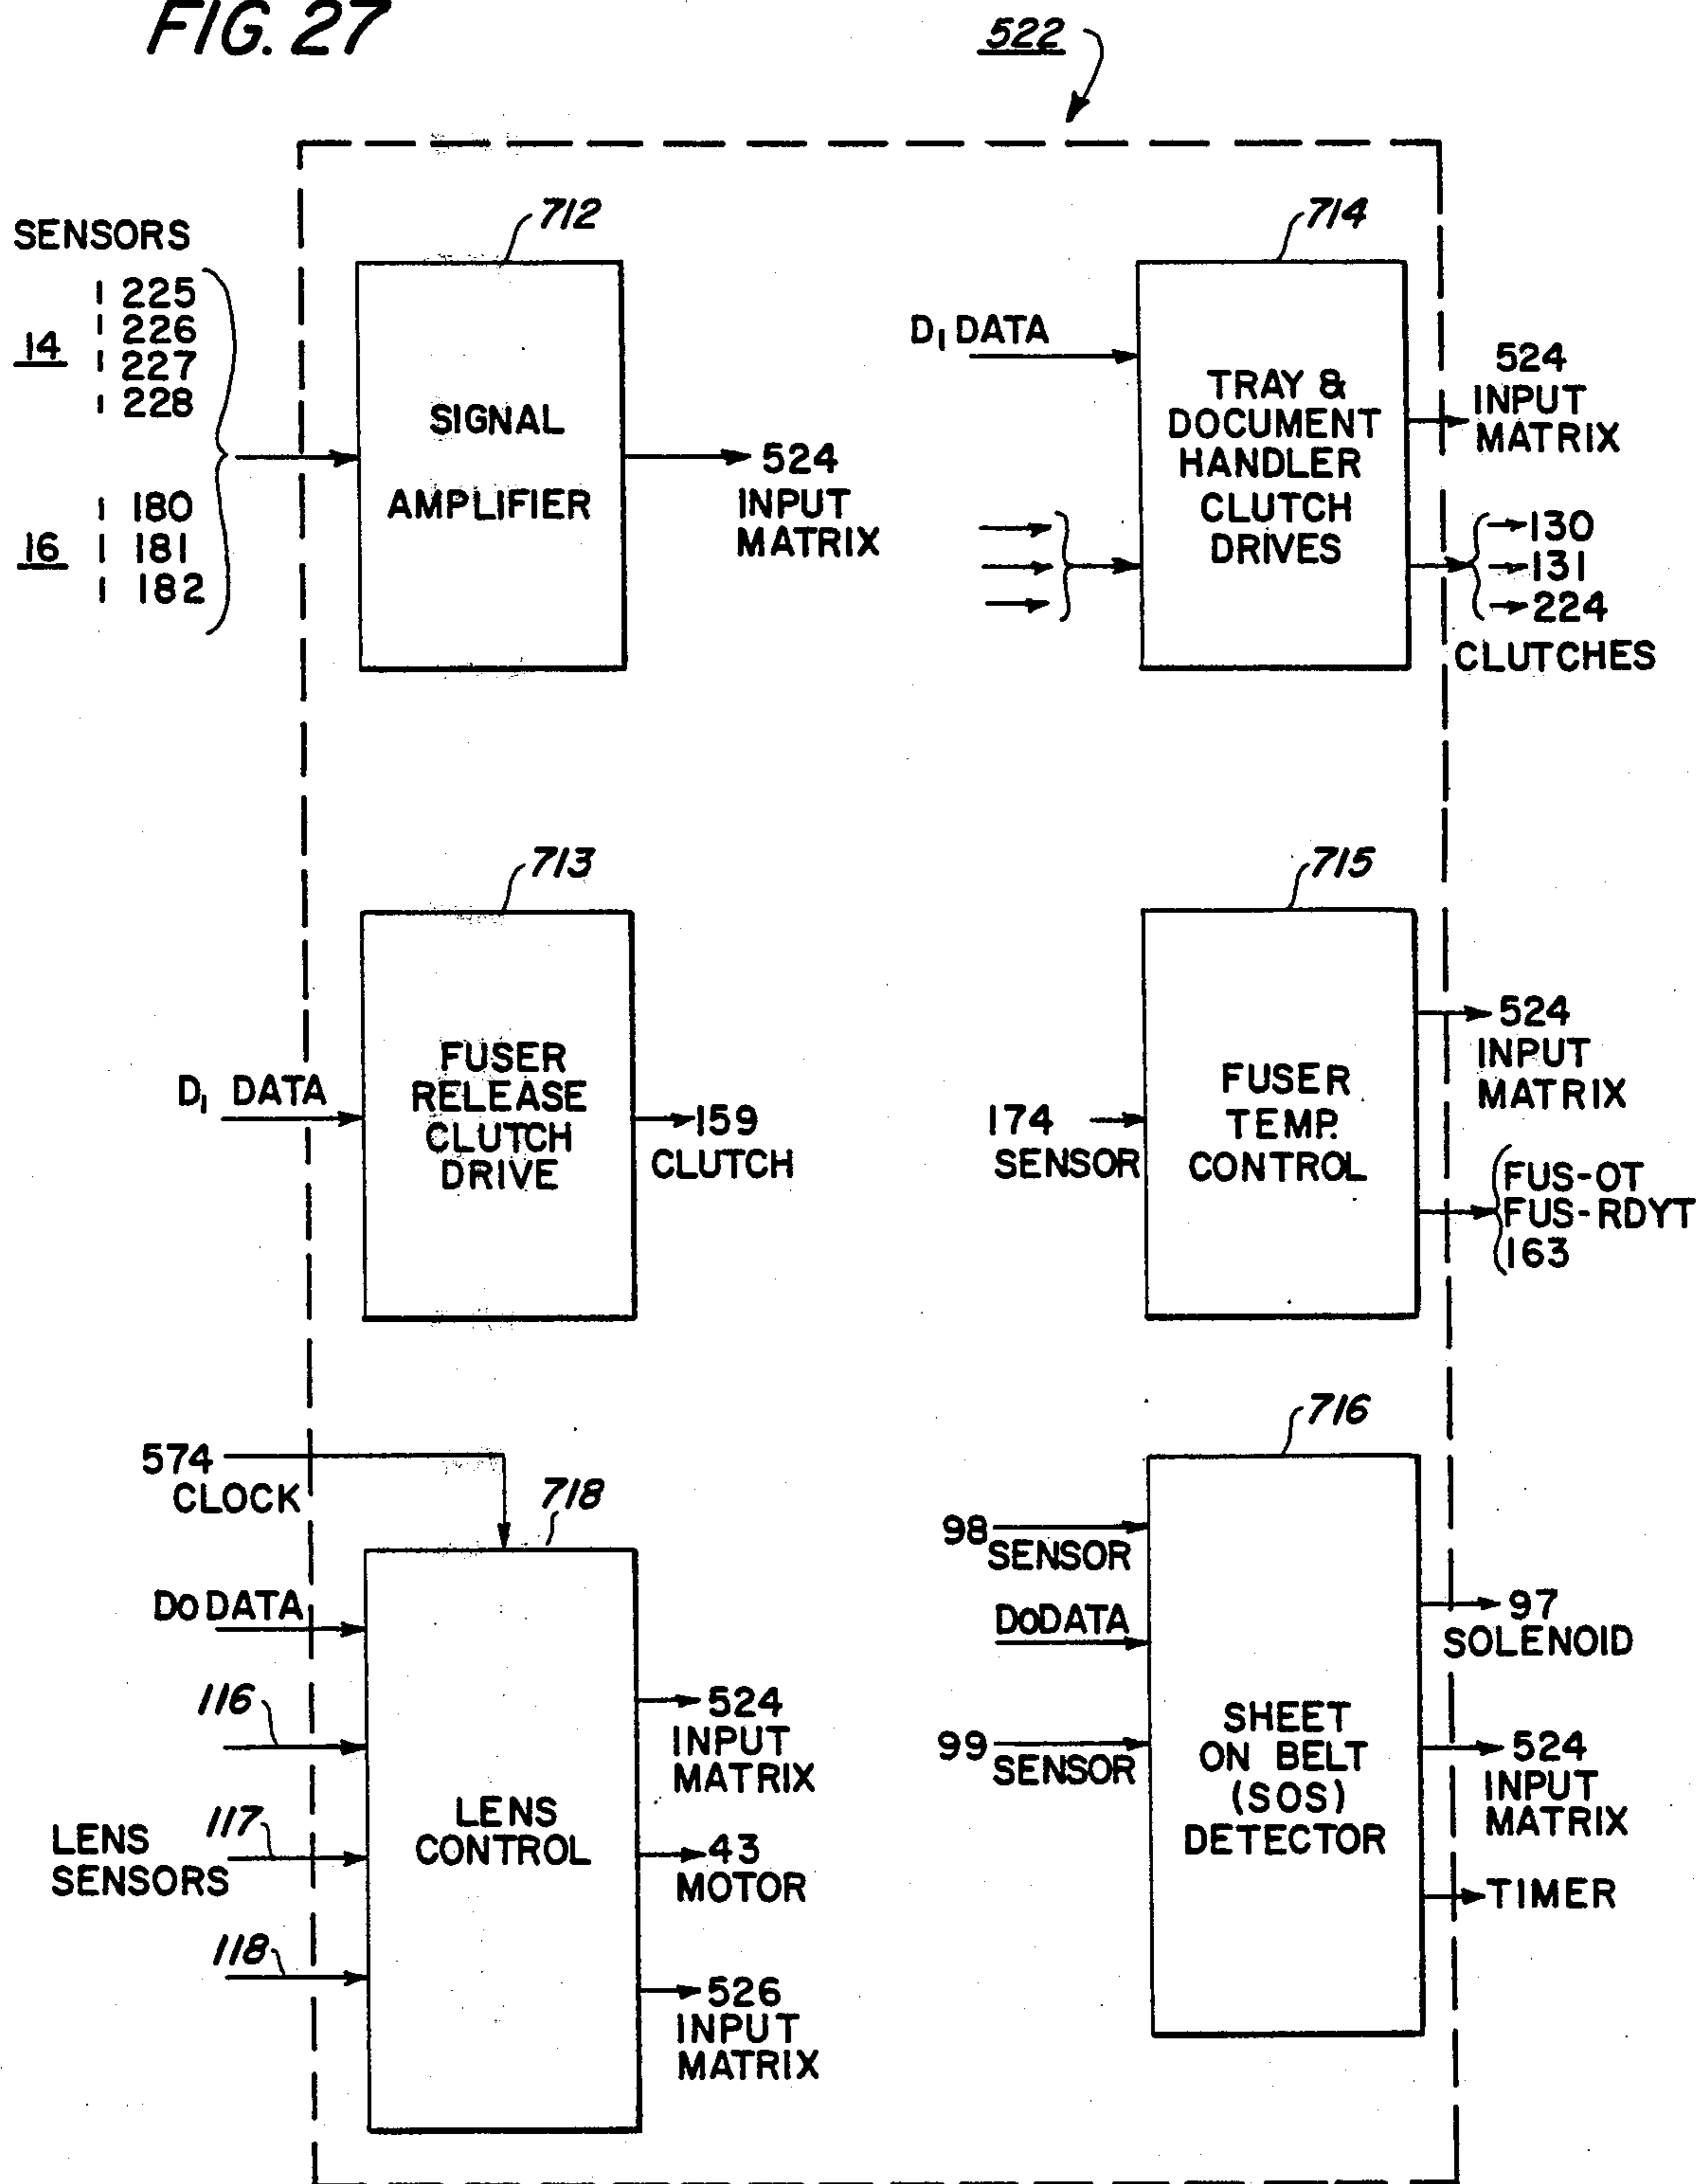 FIG. 27
522
SENSORS
14
225
226
227
228
16
180
181
182
712
SIGNAL
AMPLIFIER
524
INPUT
MATRIX
714
D₁ DATA
TRAY &
DOCUMENT
HANDLER
CLUTCH
DRIVES
524
INPUT
MATRIX
130
131
224
CLUTCHES
713
D₁ DATA
FUSER
RELEASE
CLUTCH
DRIVE
159
CLUTCH
715
174
SENSOR
FUSER
TEMP.
CONTROL
524
INPUT
MATRIX
FUS-OT
FUS-RDYT
163
574
CLOCK
718
DO DATA
116
LENS
SENSORS
117
118
LENS
CONTROL
524
INPUT
MATRIX
43
MOTOR
526
INPUT
MATRIX
716
98
SENSOR
DO DATA
99
SENSOR
SHEET
ON BELT
(SOS)
DETECTOR
97
SOLENOID
524
INPUT
MATRIX
TIMER